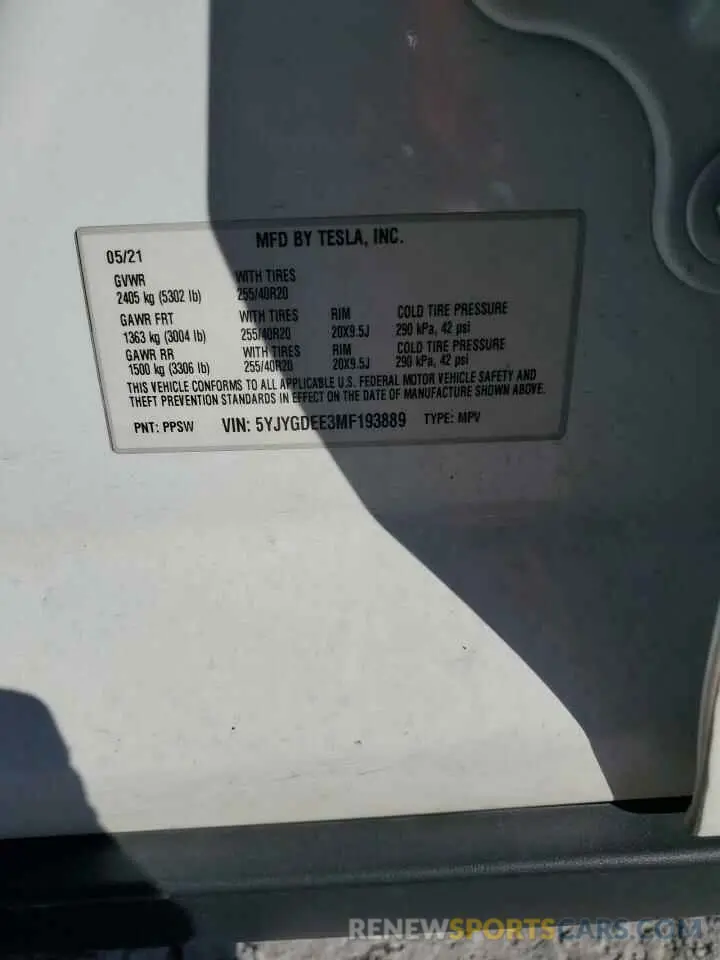 MFD BY TESLA, INC.
05/21
GVWR WITH TIRES
2405 kg (5302 lb) 255/40R20
GAWR FRT WITH TIRES RIM COLD TIRE PRESSURE
1363 kg (3004 lb) 255/40R20 20X9.5J 290 kPa, 42 psi
GAWR RR WITH TIRES RIM COLD TIRE PRESSURE
1500 kg (3306 lb) 255/40R20 20X9.5J 290 kPa, 42 psi
THIS VEHICLE CONFORMS TO ALL APPLICABLE U.S. FEDERAL MOTOR VEHICLE SAFETY AND
THEFT PREVENTION STANDARDS IN EFFECT ON THE DATE OF MANUFACTURE SHOWN ABOVE.
PNT: PPSW VIN: 5YJYGDEE3MF193889 TYPE: MPV
RENEWSPORTSCARS.COM